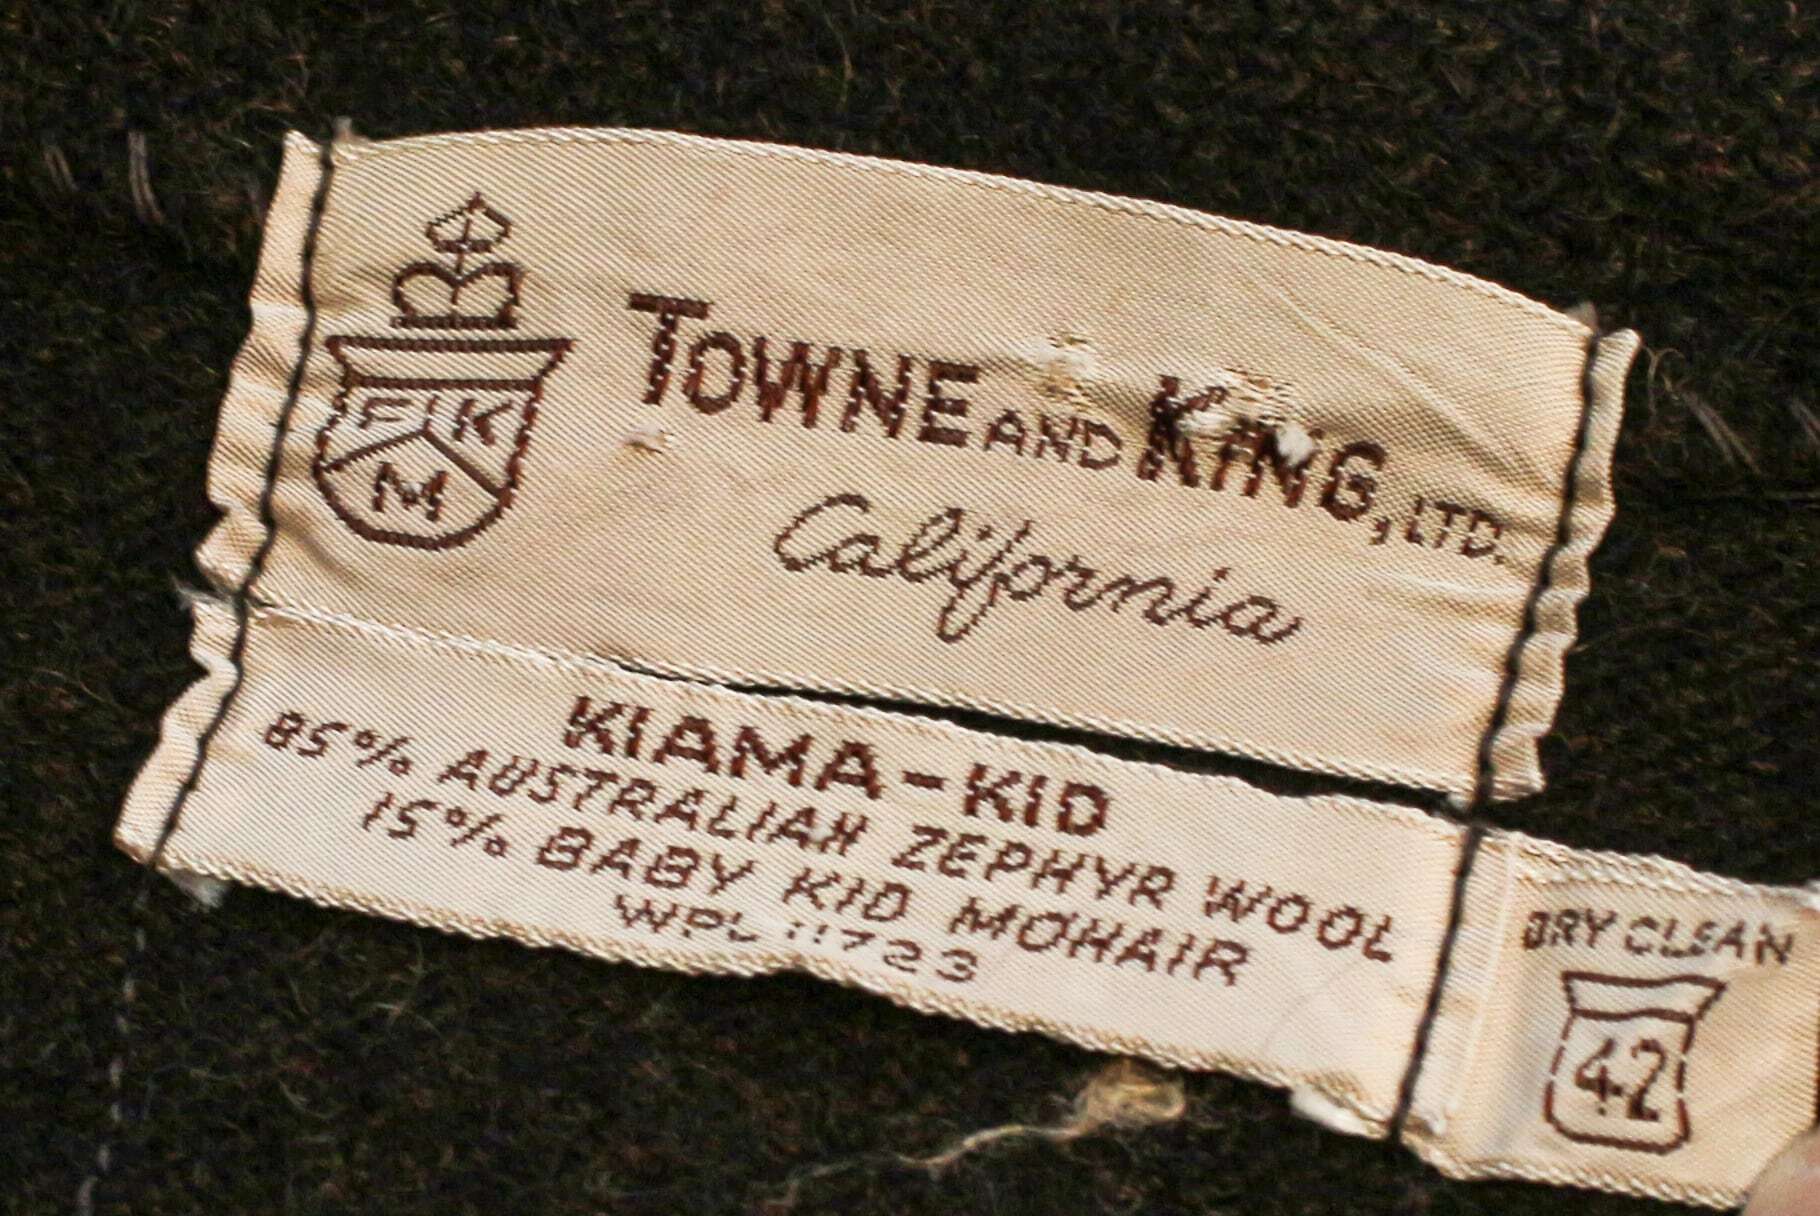 F K
M
TOWNE AND KING, LTD.
California
KIAMA-KID
85% AUSTRALIAN ZEPHYR WOOL
15% BABY KID MOHAIR
WPL 11723
DRY CLEAN
42